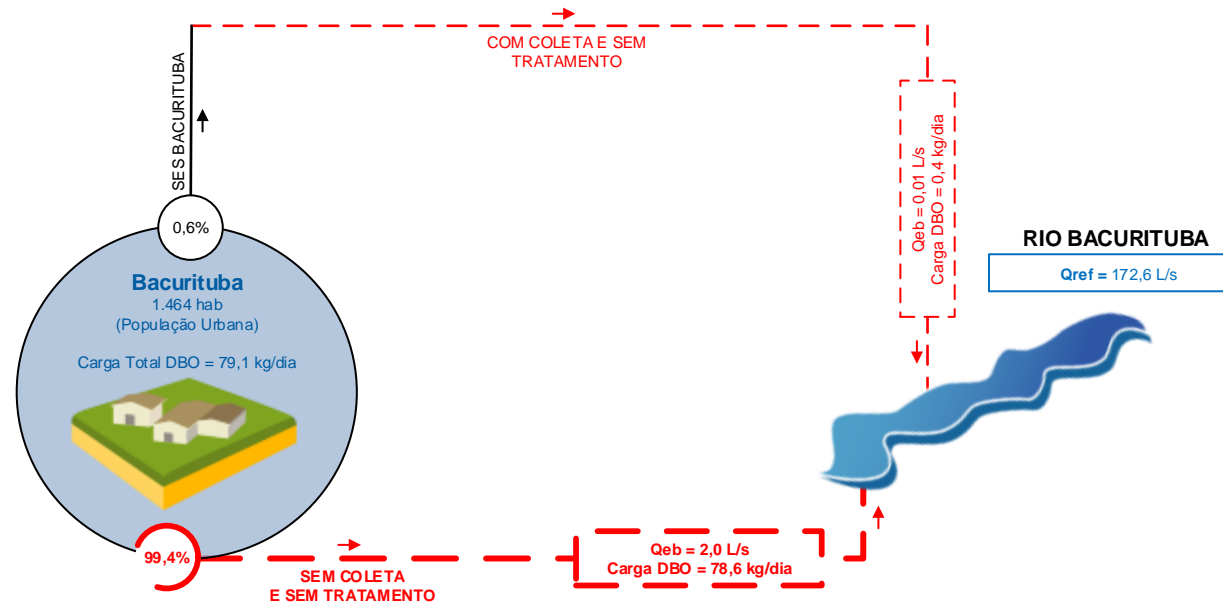 COM COLETA E SEM
TRATAMENTO
SES BACURITUBA
Qeb = 0,01 L/s
Carga DBO = 0,4 kg/dia
0,6%
RIO BACURITUBA
Qref = 172,6 L/s
Bacurituba
1.464 hab
(População Urbana)
Carga Total DBO = 79,1 kg/dia
99,4%
Qeb = 2,0 L/s
Carga DBO = 78,6 kg/dia
SEM COLETA
E SEM TRATAMENTO